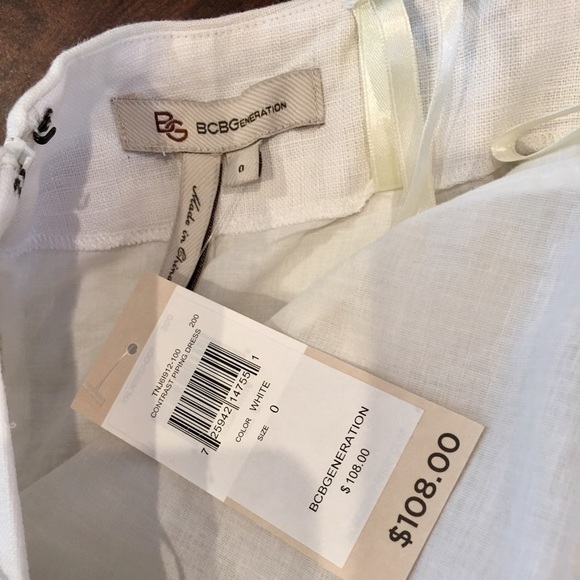 BG BCBGENERATION
0
Made in China
TNJ6I912-100 200
CONTRAST PIPING DRESS
7 25942 14755 1
COLOR WHITE
SIZE 0
BCBGENERATION
$ 108.00
$108.00